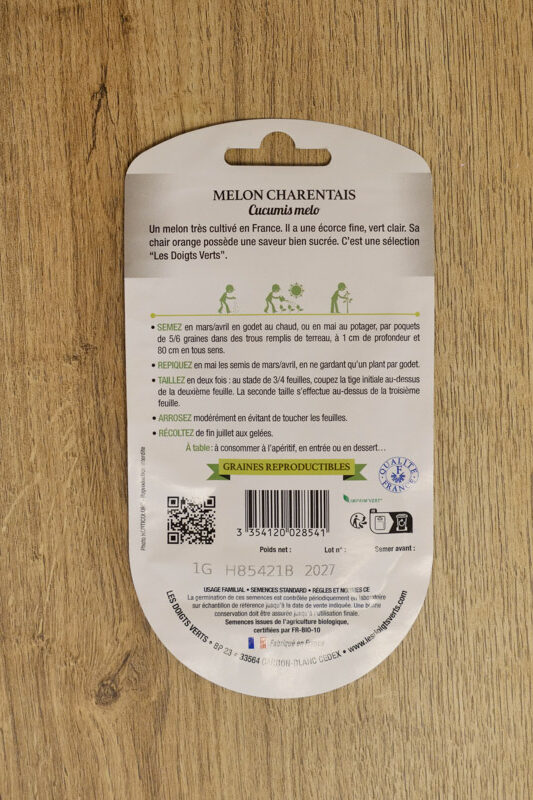 MELON CHARENTAIS
Cucumis melo
Un melon très cultivé en France. Il a une écorce fine, vert clair. Sa
chair orange possède une saveur bien sucrée. C'est une sélection
"Les Doigts Verts".
• SEMEZ en mars/avril en godet au chaud, ou en mai au potager, par poquets
de 5/6 graines dans des trous remplis de terreau, à 1 cm de profondeur et
80 cm en tous sens.
• REPIQUEZ en mai les semis de mars/avril, en ne gardant qu'un plant par godet.
• TAILLEZ en deux fois : au stade de 3/4 feuilles, coupez la tige initiale au-dessus
de la deuxième feuille. La seconde taille s'effectue au-dessus de la troisième
feuille.
• ARROSEZ modérément en évitant de toucher les feuilles.
• RÉCOLTEZ de fin juillet aux gelées.
À table : à consommer à l'apéritif, en entrée ou en dessert…
GRAINES REPRODUCTIBLES
QUALITÉ
F
FRANCE
IMPRIM'VERT®
Reproduction interdite
3 354120 028541
Poids net :
Lot n° :
Semer avant :
1G H85421B 2027
USAGE FAMILIAL • SEMENCES STANDARD • RÈGLES ET NORMES CE
La germination de ces semences est contrôlée périodiquement en laboratoire
sur échantillon de référence jusqu'à la date de vente indiquée. Une bonne
conservation doit être assurée jusqu'à l'utilisation finale.
Semences issues de l'agriculture biologique,
certifiées par FR-BIO-10
Fabriqué en France
LES DOIGTS VERTS • BP 23 • 33564 CARBON-BLANC CEDEX • www.lesdoigtsverts.com